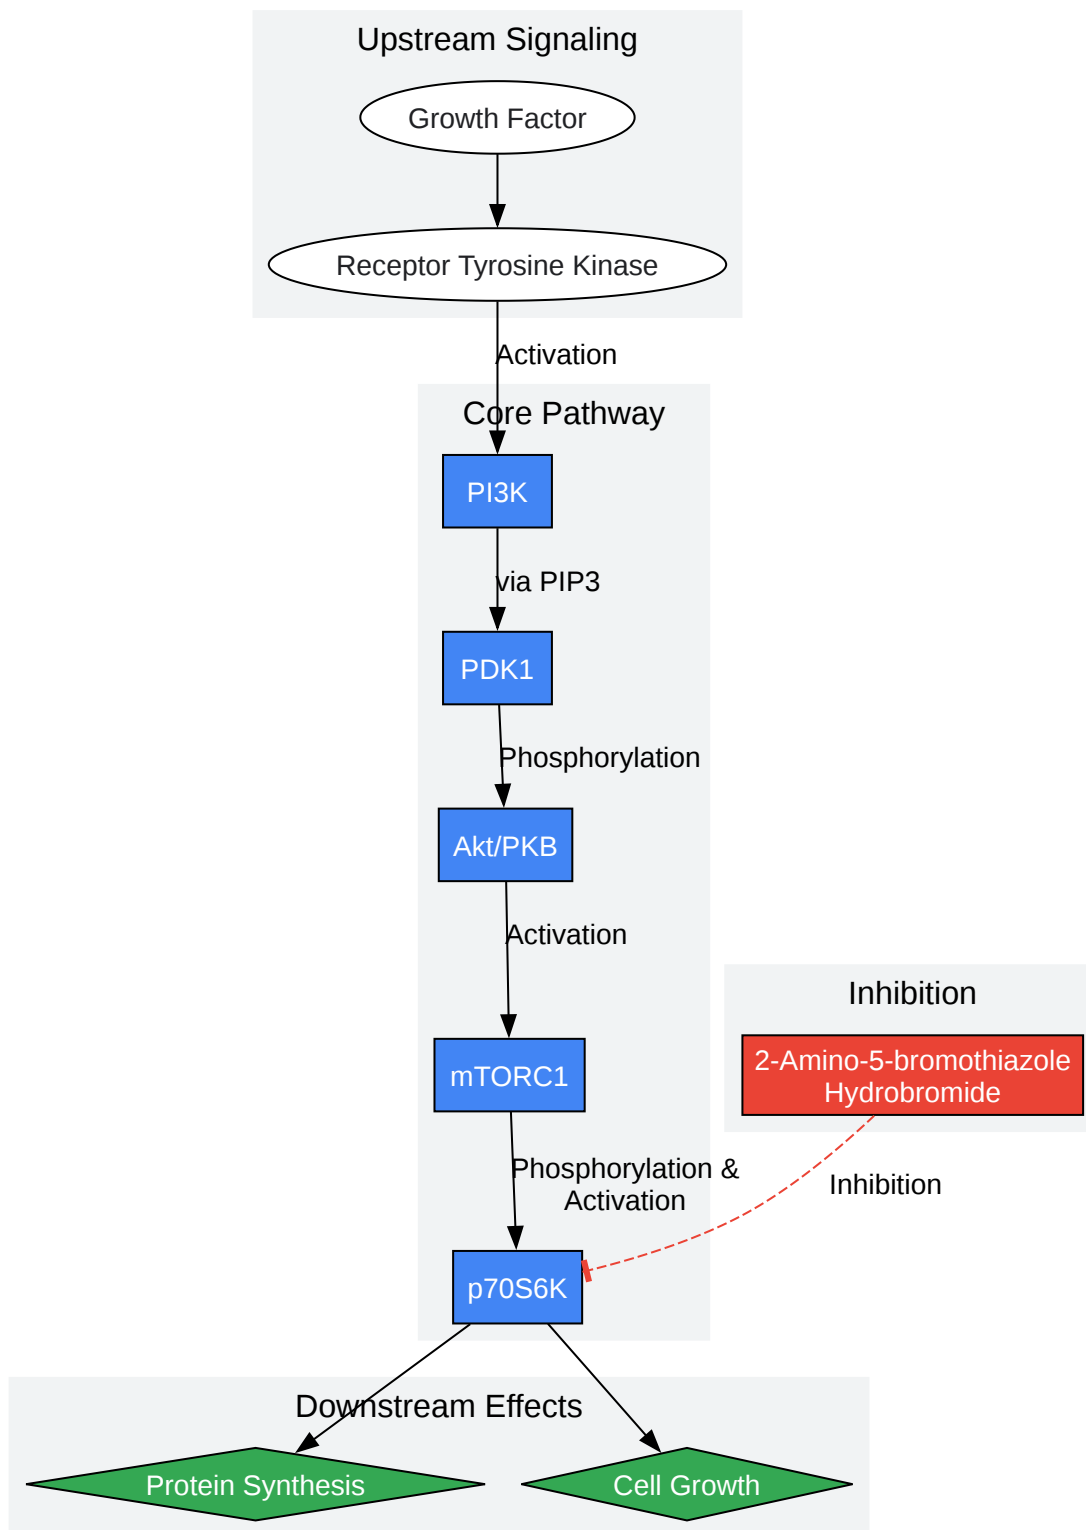 Upstream Signaling
Growth Factor
Receptor Tyrosine Kinase
Activation
Core Pathway
PI3K
via PIP3
PDK1
Phosphorylation
Akt/PKB
Activation
mTORC1
Inhibition
2-Amino-5-bromothiazole
Hydrobromide
Phosphorylation &
Activation
Inhibition
p70S6K
Downstream Effects
Protein Synthesis
Cell Growth